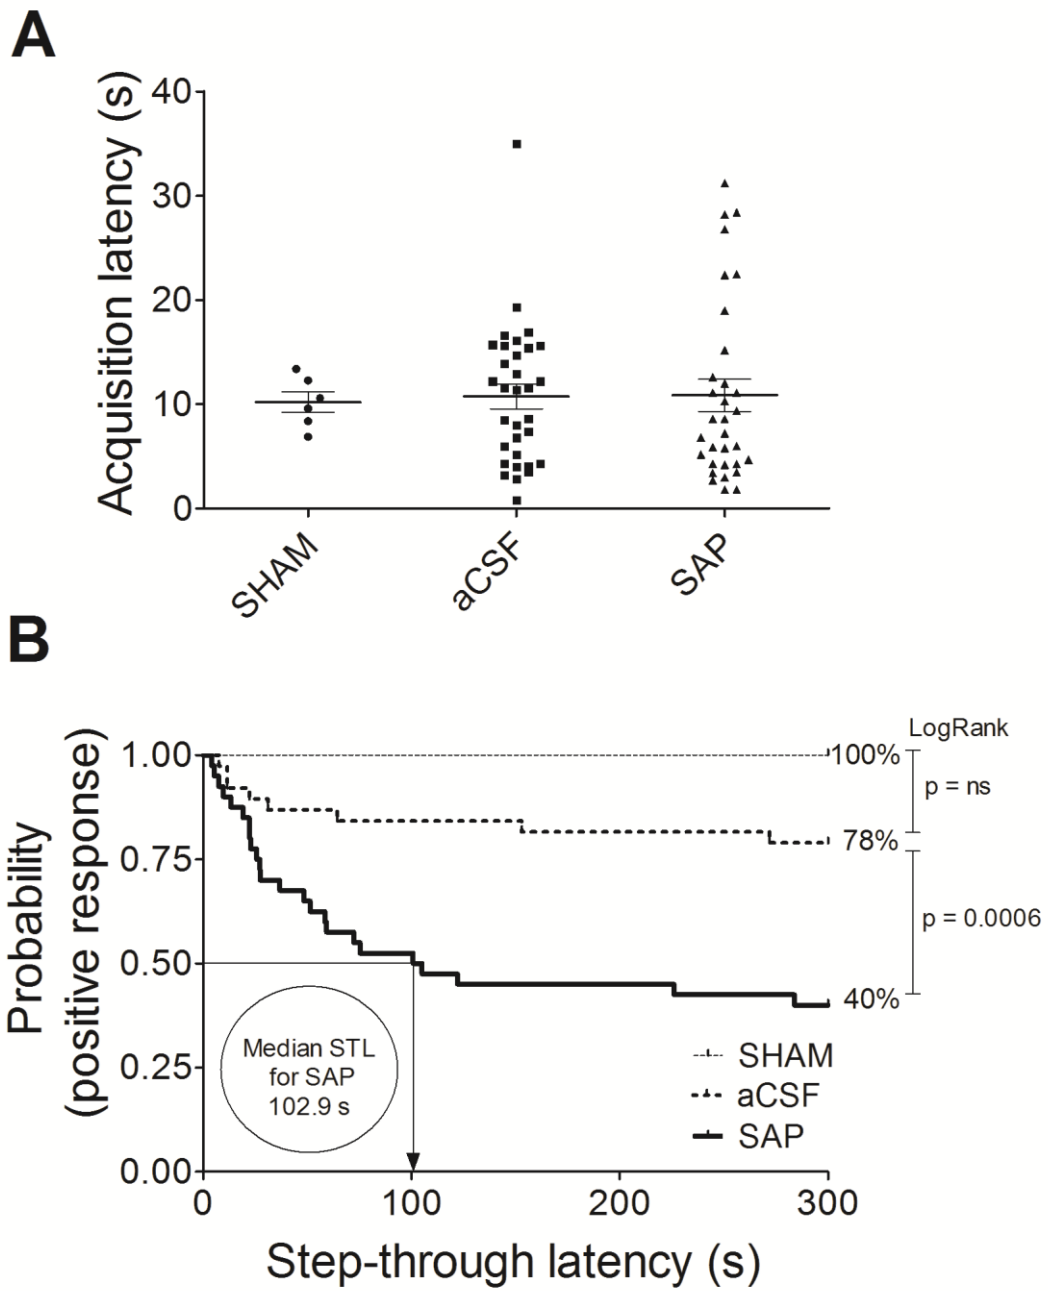 A
Acquisition latency (s)
40
30
20
10
0
SHAM
aCSF
SAP
B
Probability
(positive response)
1.00
0.75
0.50
0.25
0.00
Median STL
for SAP
102.9 s
LogRank
100%
p = ns
78%
p = 0.0006
40%
SHAM
aCSF
SAP
0
100
200
300
Step-through latency (s)